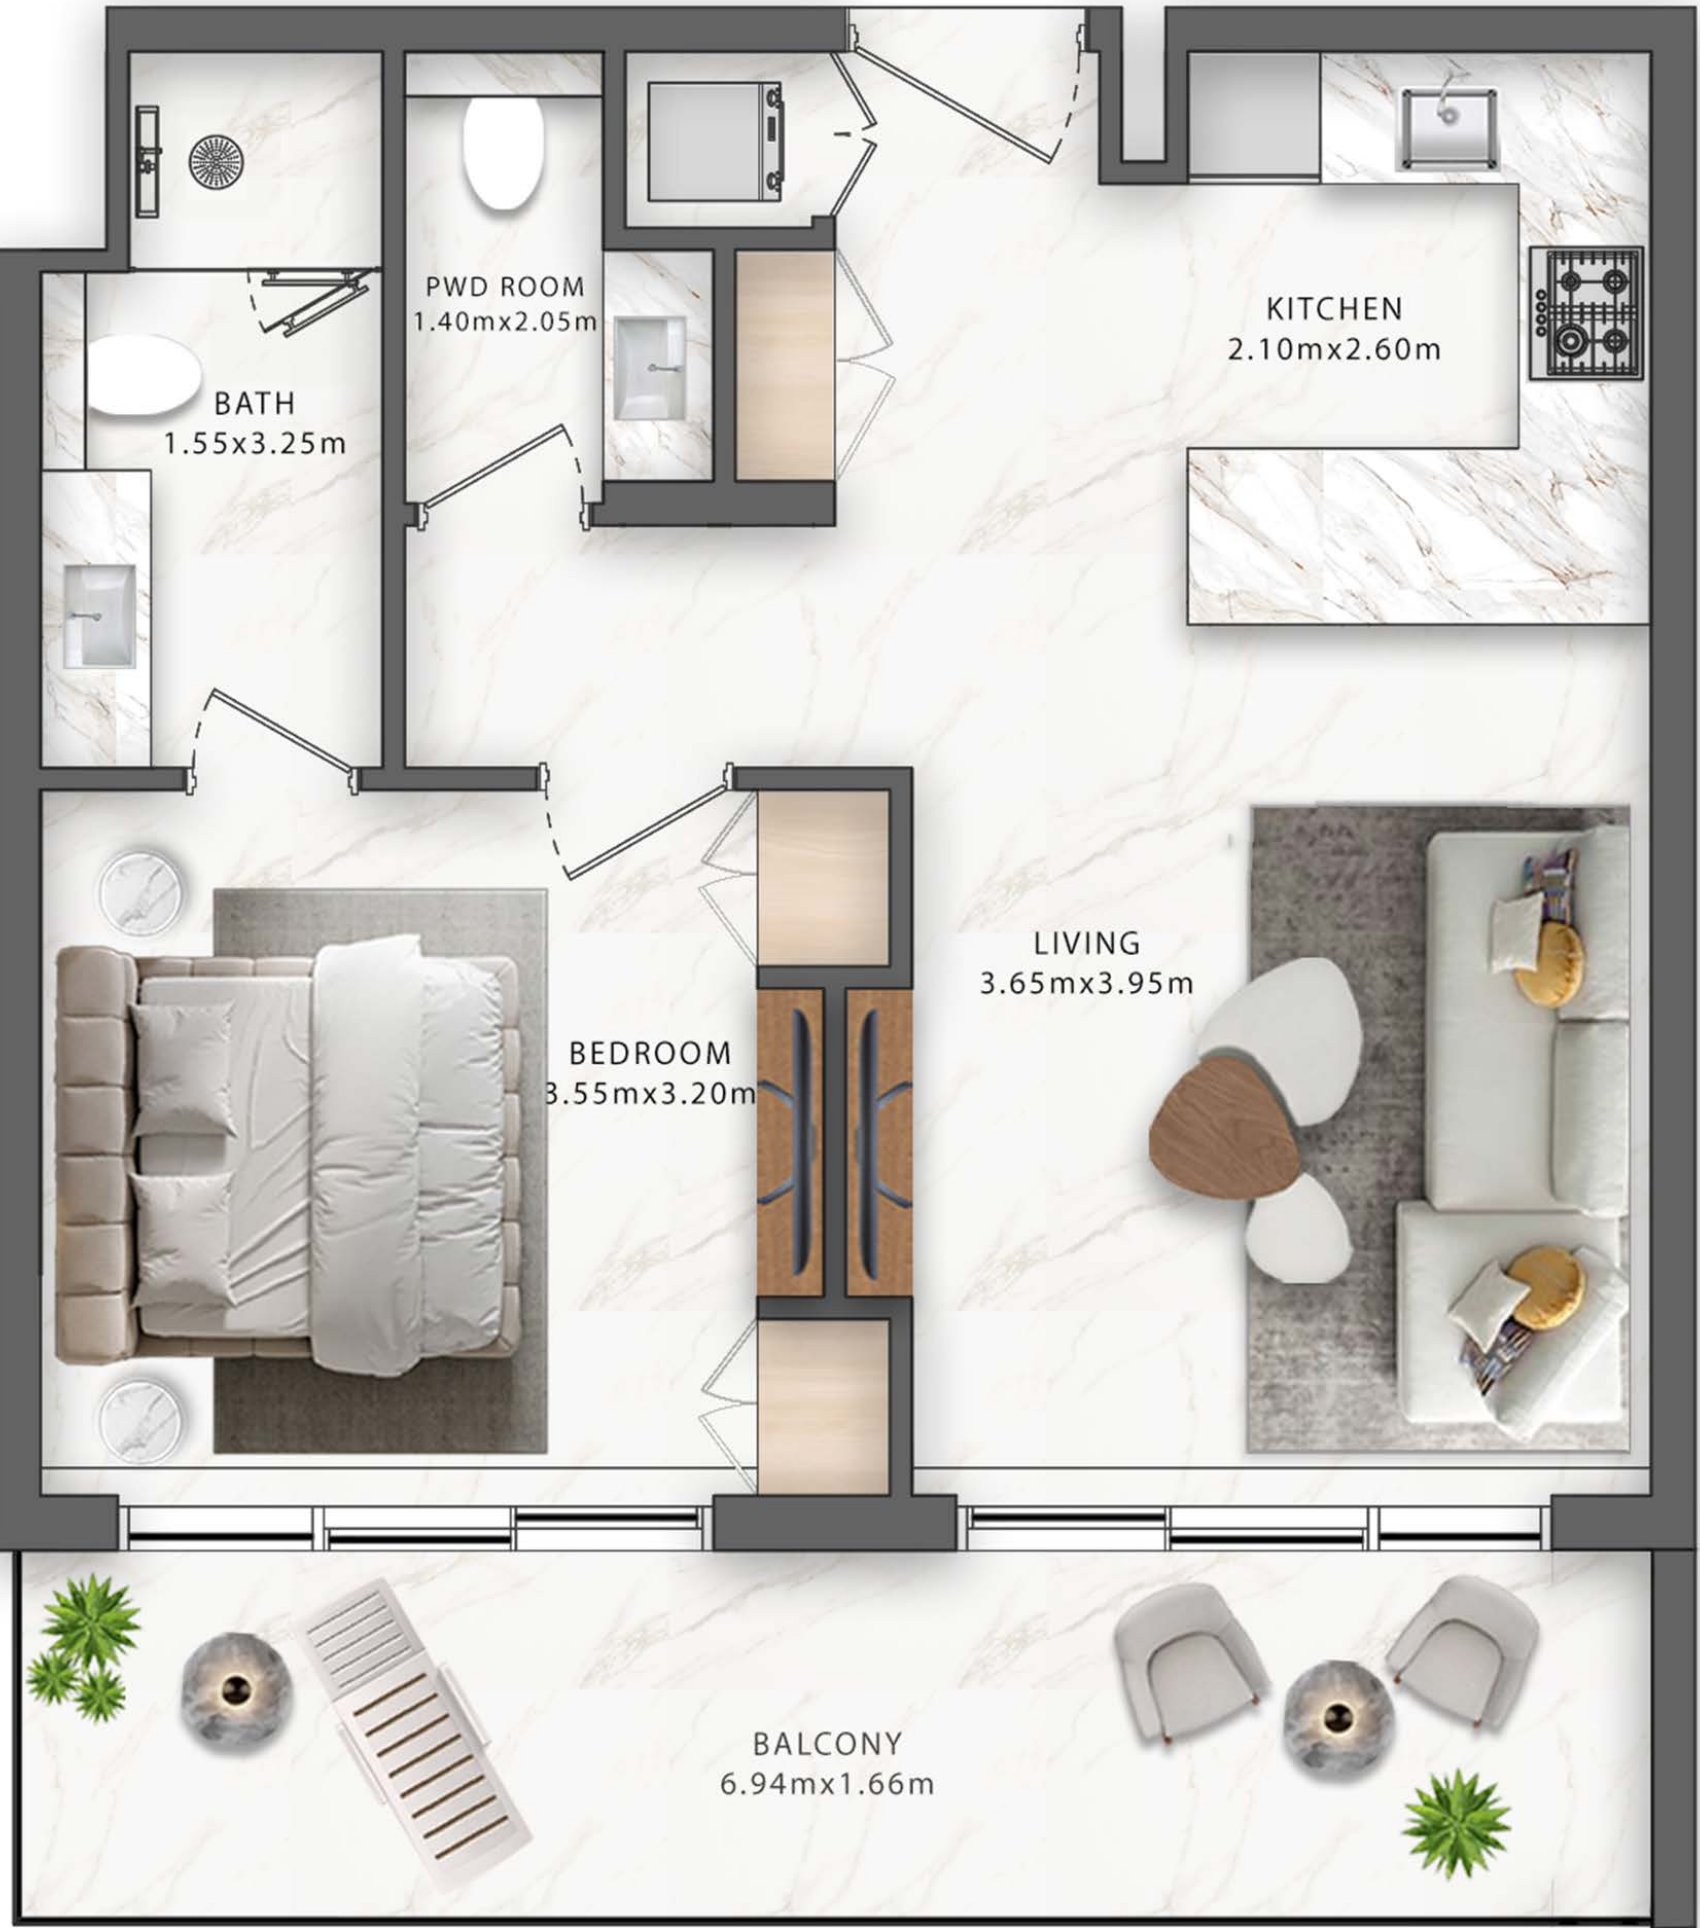 PWD ROOM
1.40mx2.05m
KITCHEN
2.10mx2.60m
BATH
1.55x3.25m
LIVING
3.65mx3.95m
BEDROOM
3.55mx3.20m
BALCONY
6.94mx1.66m